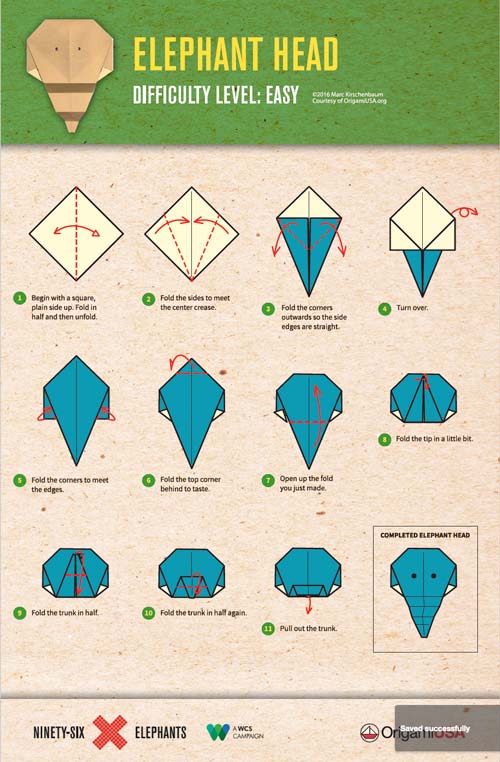 ELEPHANT HEAD
DIFFICULTY LEVEL: EASY
©2016 Marc Kirschenbaum
Courtesy of OrigamiUSA.org
1 Begin with a square,
plain side up. Fold in
half and then unfold.
2 Fold the sides to meet
the center crease.
3 Fold the corners
outwards so the side
edges are straight.
4 Turn over.
5 Fold the corners to meet
the edges.
6 Fold the top corner
behind to taste.
7 Open up the fold
you just made.
8 Fold the tip in a little bit.
9 Fold the trunk in half.
10 Fold the trunk in half again.
11 Pull out the trunk.
COMPLETED ELEPHANT HEAD
NINETY-SIX ELEPHANTS
A WCS
CAMPAIGN
OrigamiUSA
Saved successfully